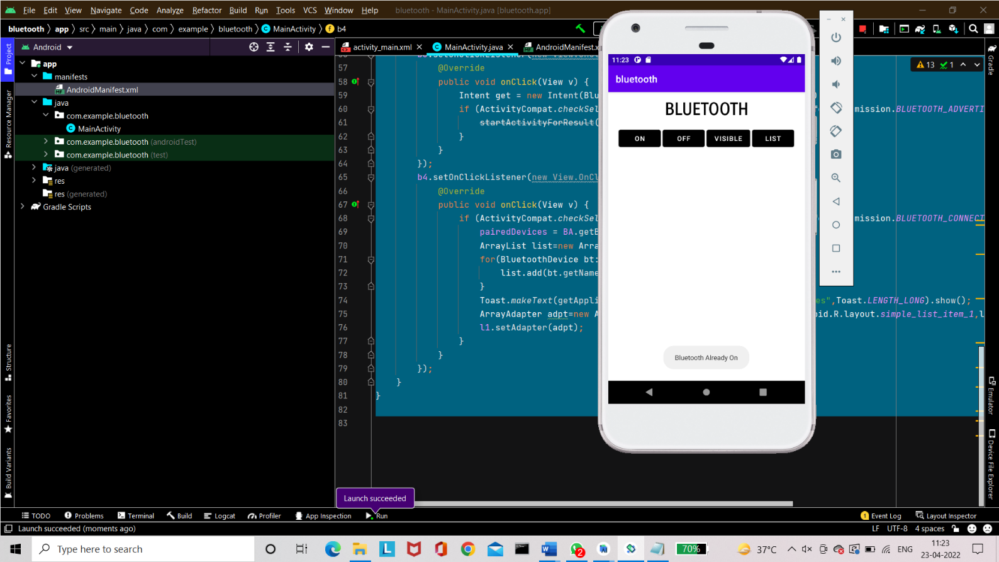 File Edit View Navigate Code Analyze Refactor Build Run Tools VCS Window Help bluetooth - MainActivity.java [bluetooth.app]
bluetooth app src main java com example bluetooth MainActivity b4
Android
activity_main.xml MainActivity.java AndroidManifest.x
Project
Resource Manager
Structure
Favorites
Build Variants
app
manifests
AndroidManifest.xml
java
com.example.bluetooth
MainActivity
com.example.bluetooth (androidTest)
com.example.bluetooth (test)
java (generated)
res
res (generated)
Gradle Scripts
57 @Override
58 public void onClick(View v) {
59 Intent get = new Intent(Blu
60 if (ActivityCompat.checkSel mission.BLUETOOTH_ADVERTI
61 startActivityForResult(
62 }
63 }
64 });
65 b4.setOnClickListener(new View.OnCl
66 @Override
67 public void onClick(View v) {
68 if (ActivityCompat.checkSel mission.BLUETOOTH_CONNECT
69 pairedDevices = BA.getB
70 ArrayList list=new Arra
71 for(BluetoothDevice bt:
72 list.add(bt.getName
73 }
74 Toast.makeText(getAppli es",Toast.LENGTH_LONG).show();
75 ArrayAdapter adpt=new A oid.R.layout.simple_list_item_1,l
76 l1.setAdapter(adpt);
77 }
78 }
79 });
80 }
81 }
82
83
13 1
11:23
bluetooth
BLUETOOTH
ON OFF VISIBLE LIST
Bluetooth Already On
Gradle
Emulator
Device File Explorer
Launch succeeded
TODO Problems Terminal Build Logcat Profiler App Inspection Run 1 Event Log Layout Inspector
Launch succeeded (moments ago) LF UTF-8 4 spaces
Type here to search L W 2 70% 37°C ENG 11:23
23-04-2022